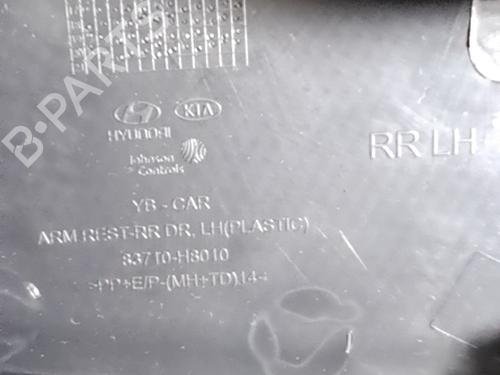 B-PARTS
KIA
HYUNDAI
RR LH
Johnson
Controls
YB - CAR
ARM REST-RR DR, LH(PLASTIC)
83710-H8010
>PP+E/P-(MH+TD)14<